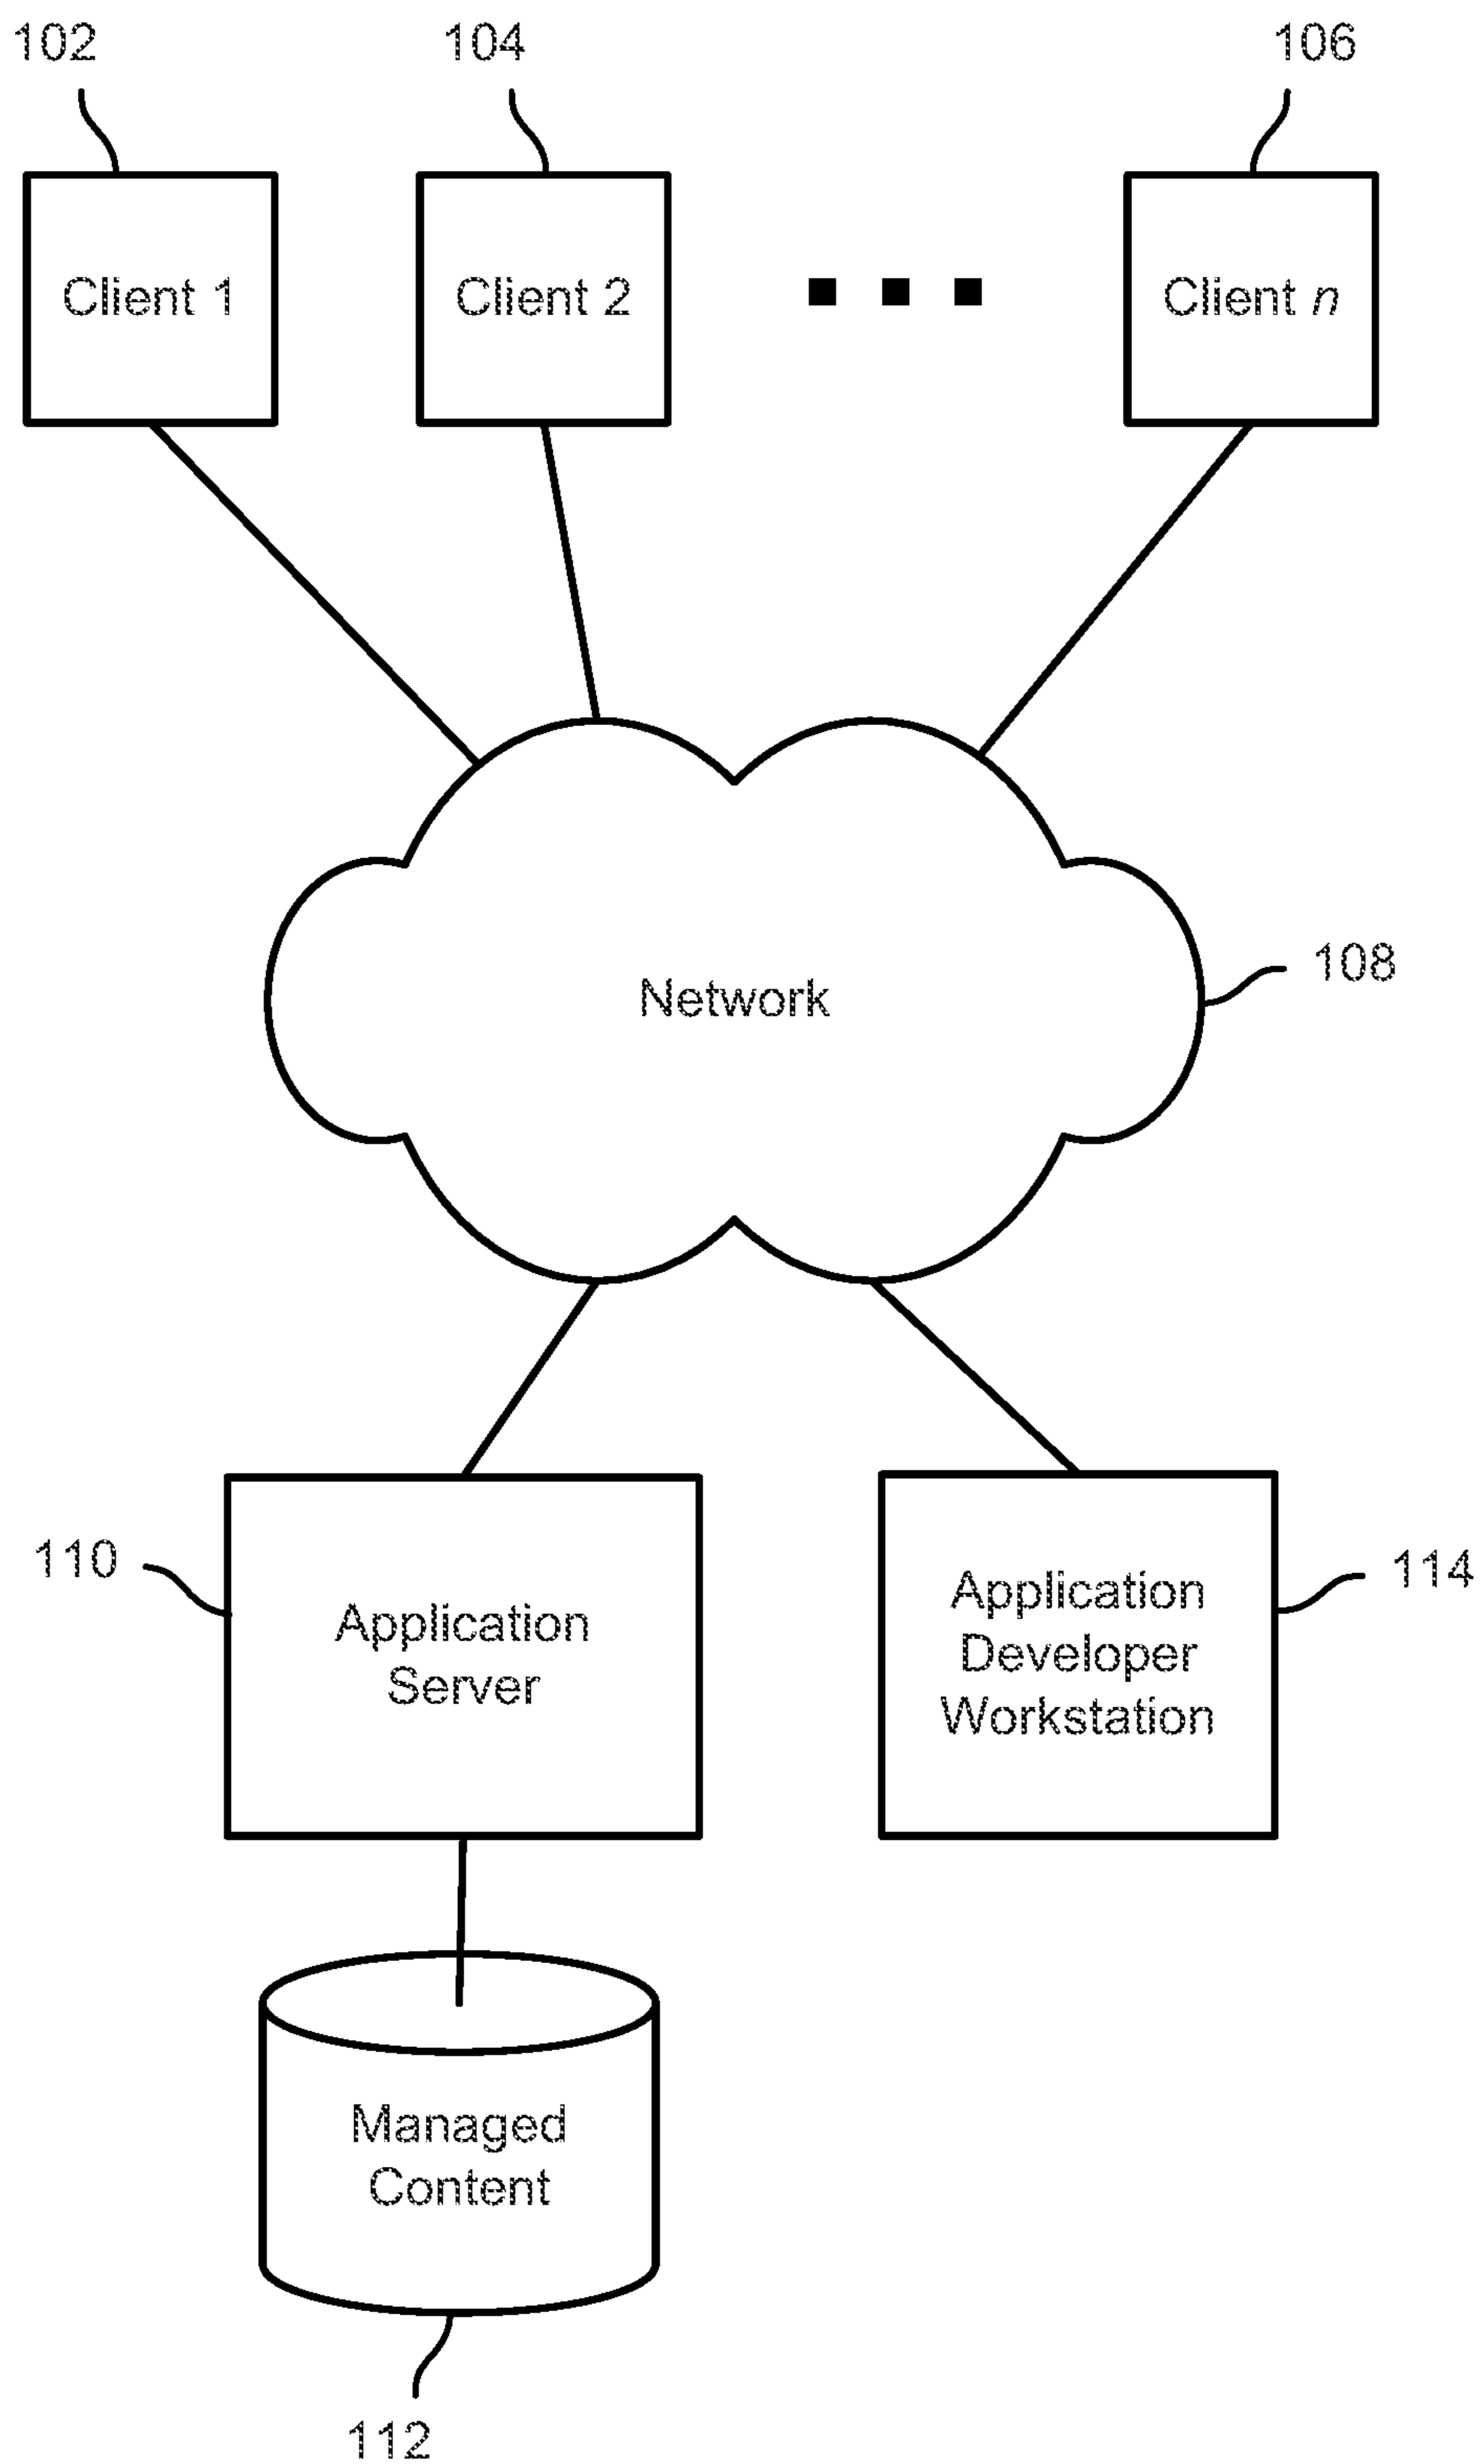 102
104
106
Client 1
Client 2
Client n
108
Network
110
114
Application
Server
Application
Developer
Workstation
Managed
Content
112